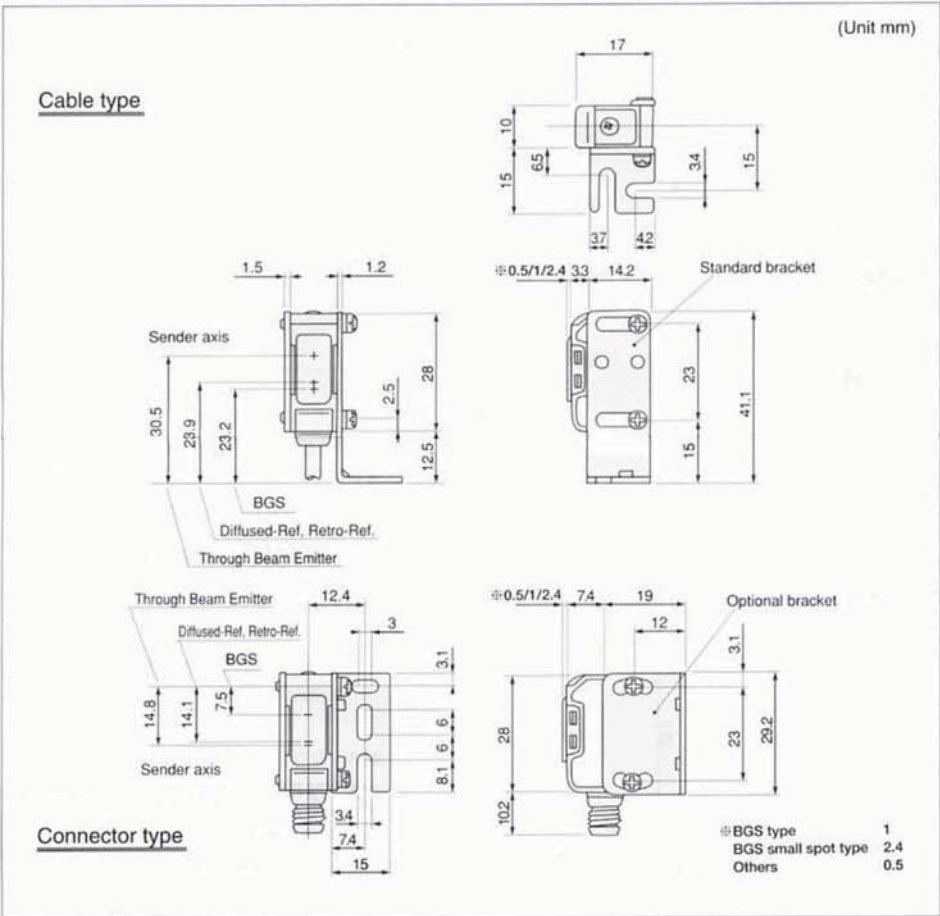 (Unit mm)
17
Cable type
10
6.5
15
3.4
15
3.7
4.2
1.5
1.2
※0.5/1/2.4
3.3
14.2
Standard bracket
Sender axis
30.5
23.9
23.2
2.5
28
12.5
23
15
41.1
BGS
Diffused-Ref, Retro-Ref.
Through Beam Emitter
Through Beam Emitter
12.4
3
※0.5/1/2.4
7.4
19
Optional bracket
12
Diffused-Ref, Retro-Ref.
BGS
3.1
3.1
14.8
14.1
7.5
6
6
8.1
28
10.2
23
29.2
Sender axis
3.4
7.4
15
Connector type
※BGS type 1
BGS small spot type 2.4
Others 0.5